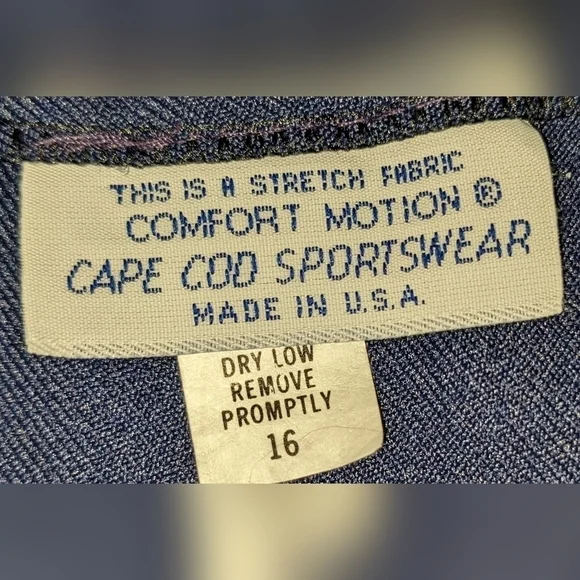 THIS IS A STRETCH FABRIC
COMFORT MOTION ®
CAPE COD SPORTSWEAR
MADE IN U.S.A.
DRY LOW
REMOVE
PROMPTLY
16